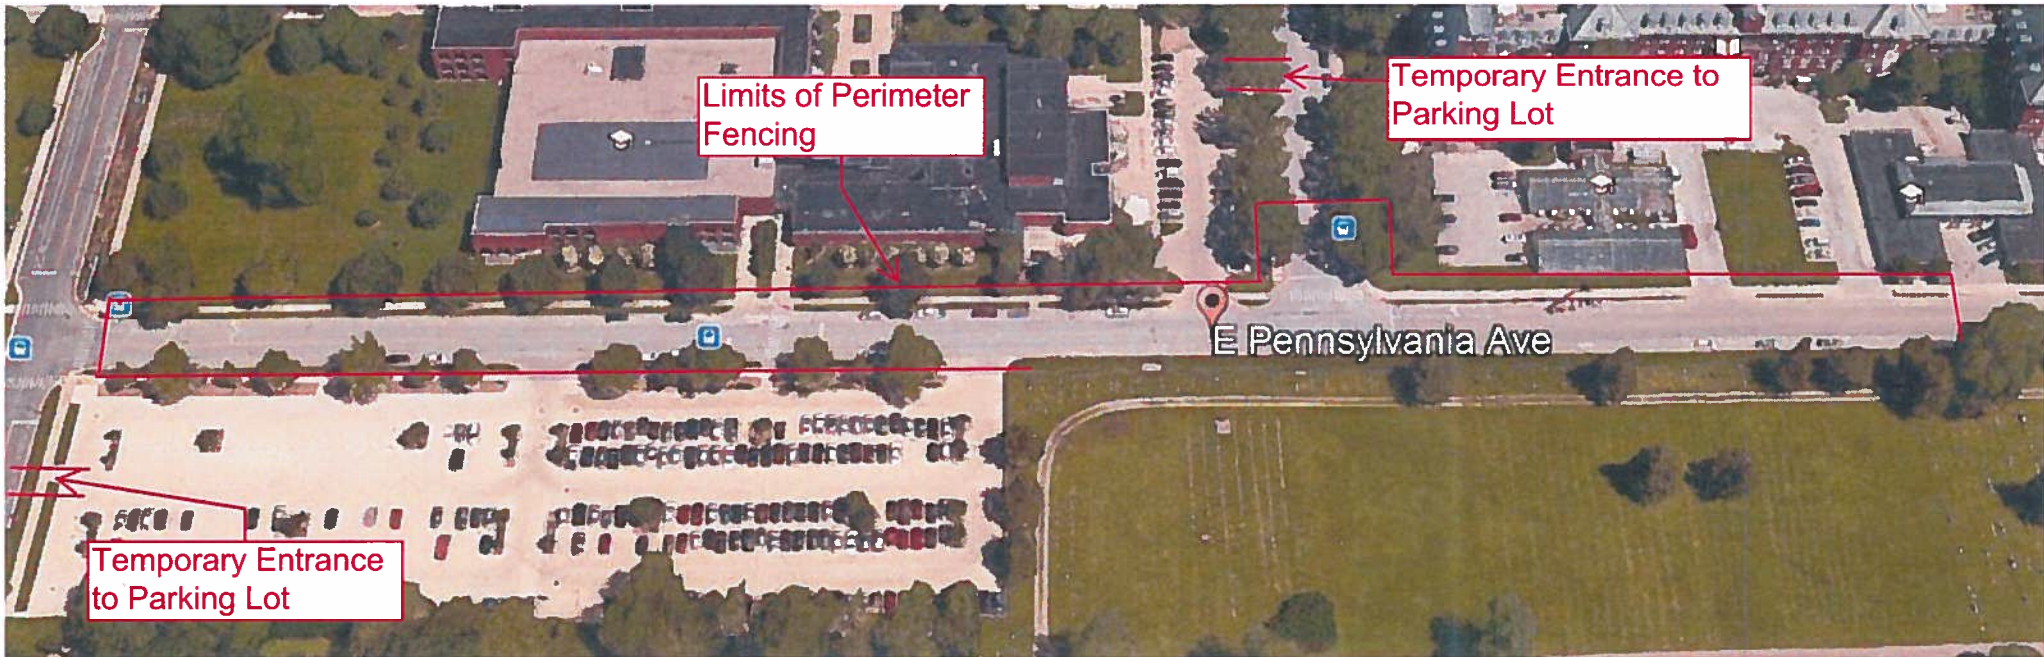 Limits of Perimeter
Fencing
Temporary Entrance to
Parking Lot
E Pennsylvania Ave
Temporary Entrance
to Parking Lot